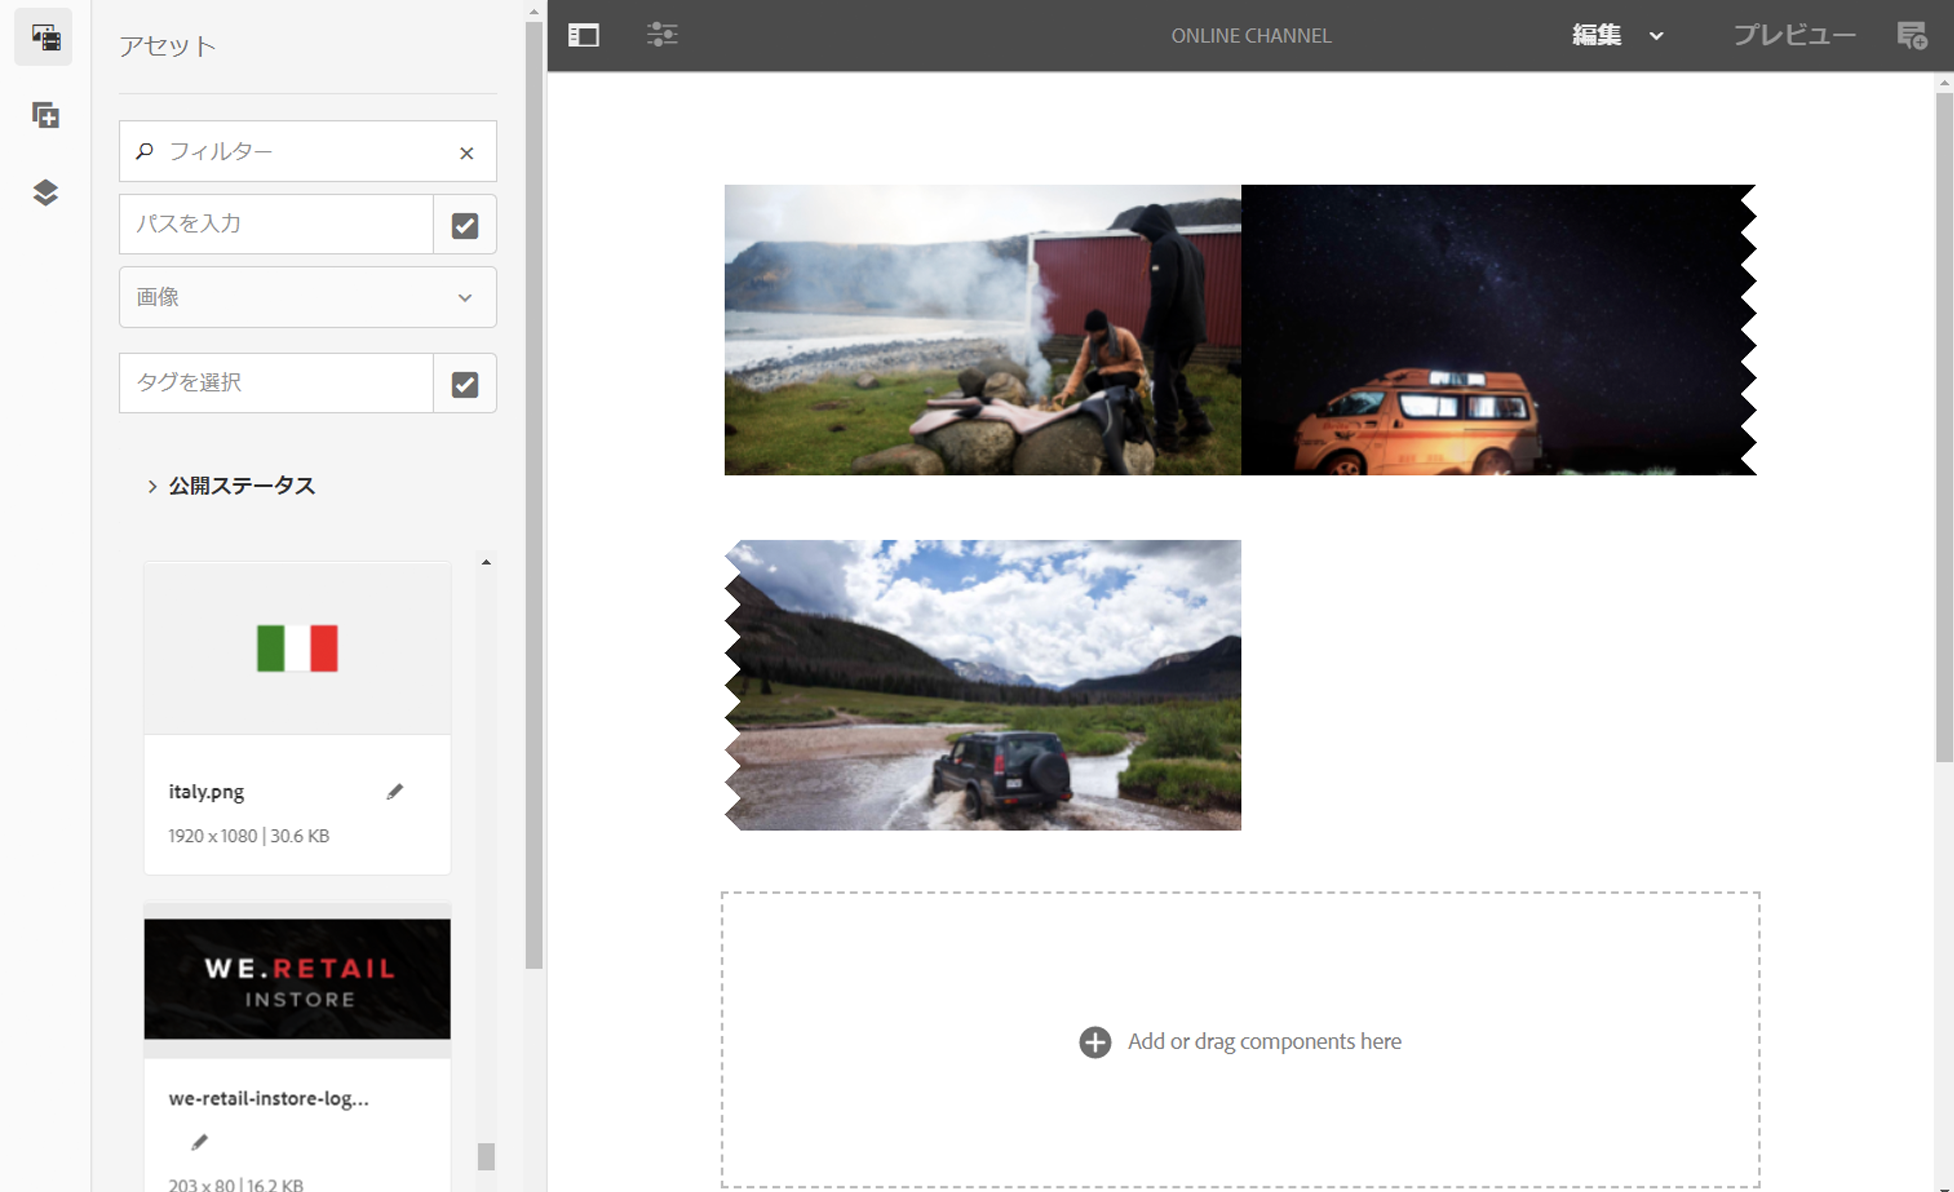 アセット
フィルター
パスを入力
画像
タグを選択
公開ステータス
italy.png
1920 x 1080 | 30.6 KB
WE.RETAIL
INSTORE
we-retail-instore-log...
203 x 80 | 16.2 KB
ONLINE CHANNEL
編集
プレビュー
Add or drag components here